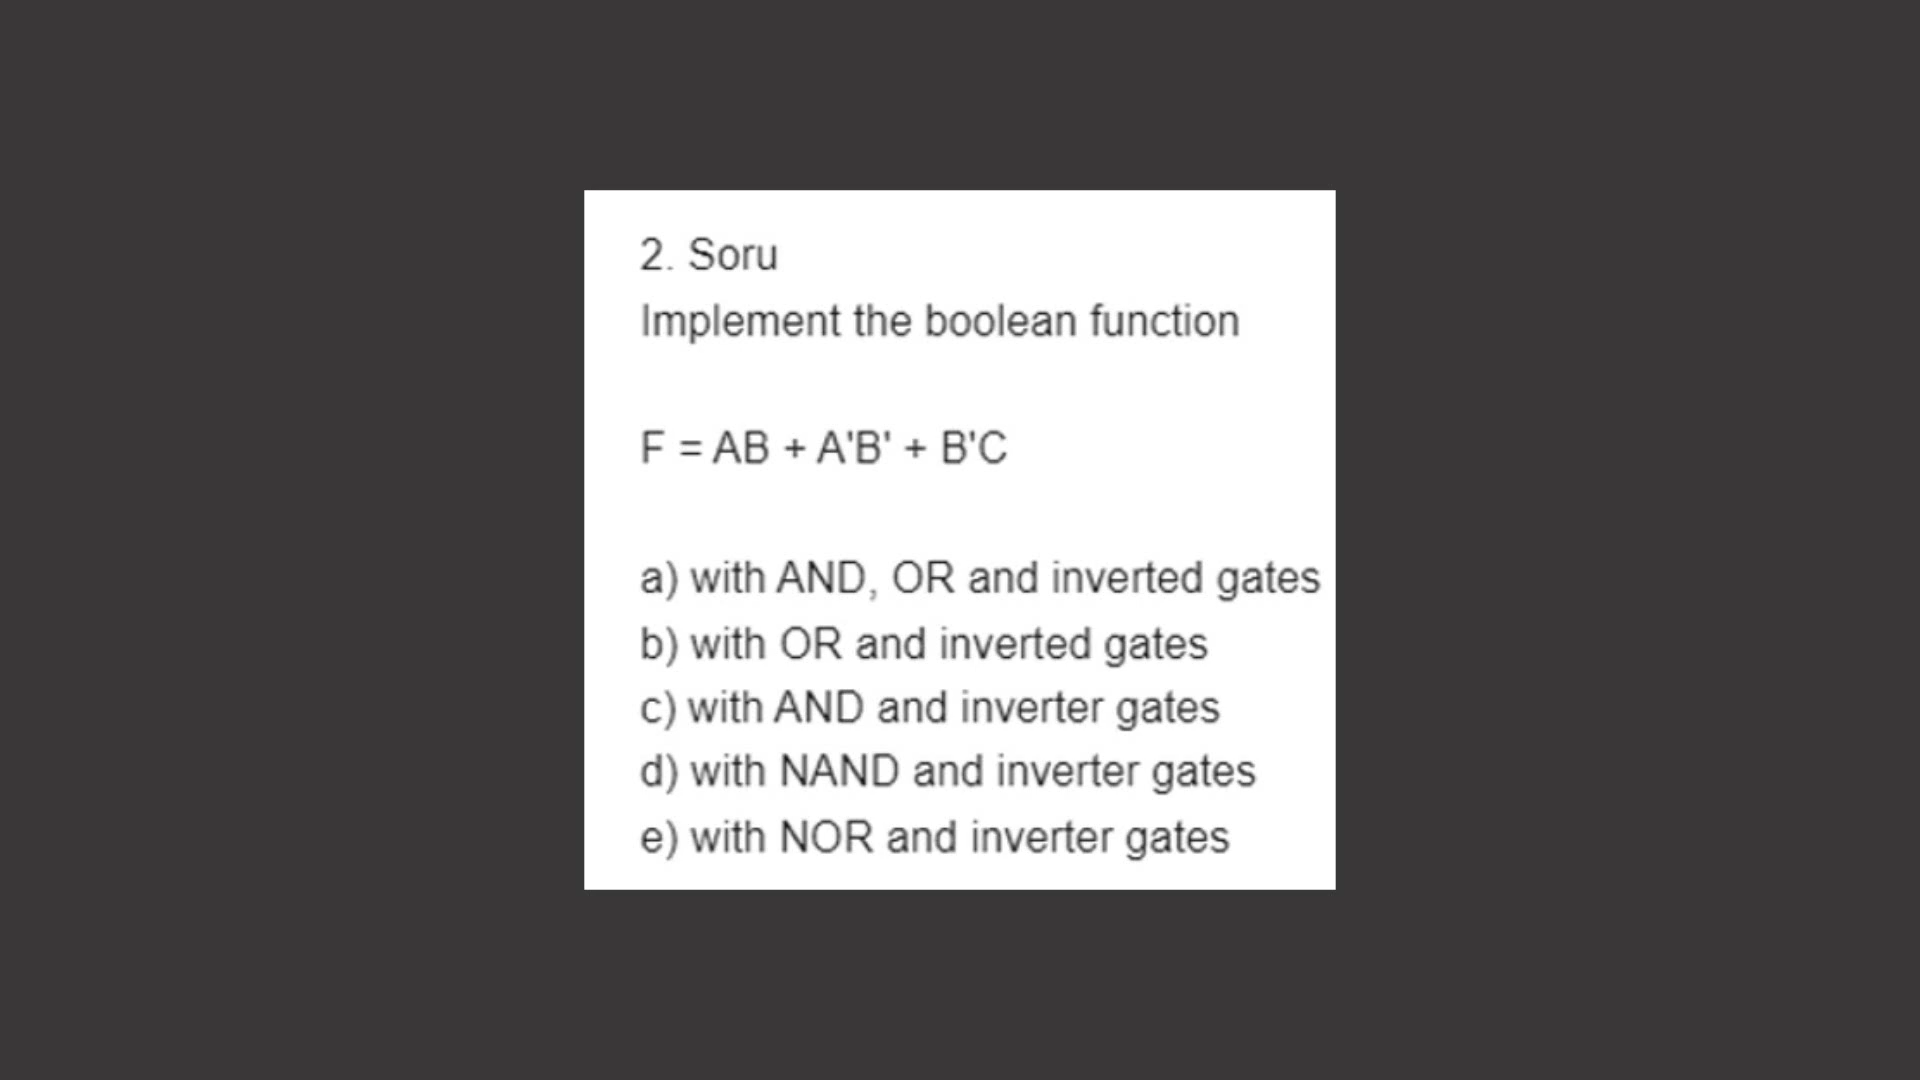 2. Soru
Implement the boolean function
F = AB + A'B' + B'C
a) with AND, OR and inverted gates
b) with OR and inverted gates
c) with AND and inverter gates
d) with NAND and inverter gates
e) with NOR and inverter gates